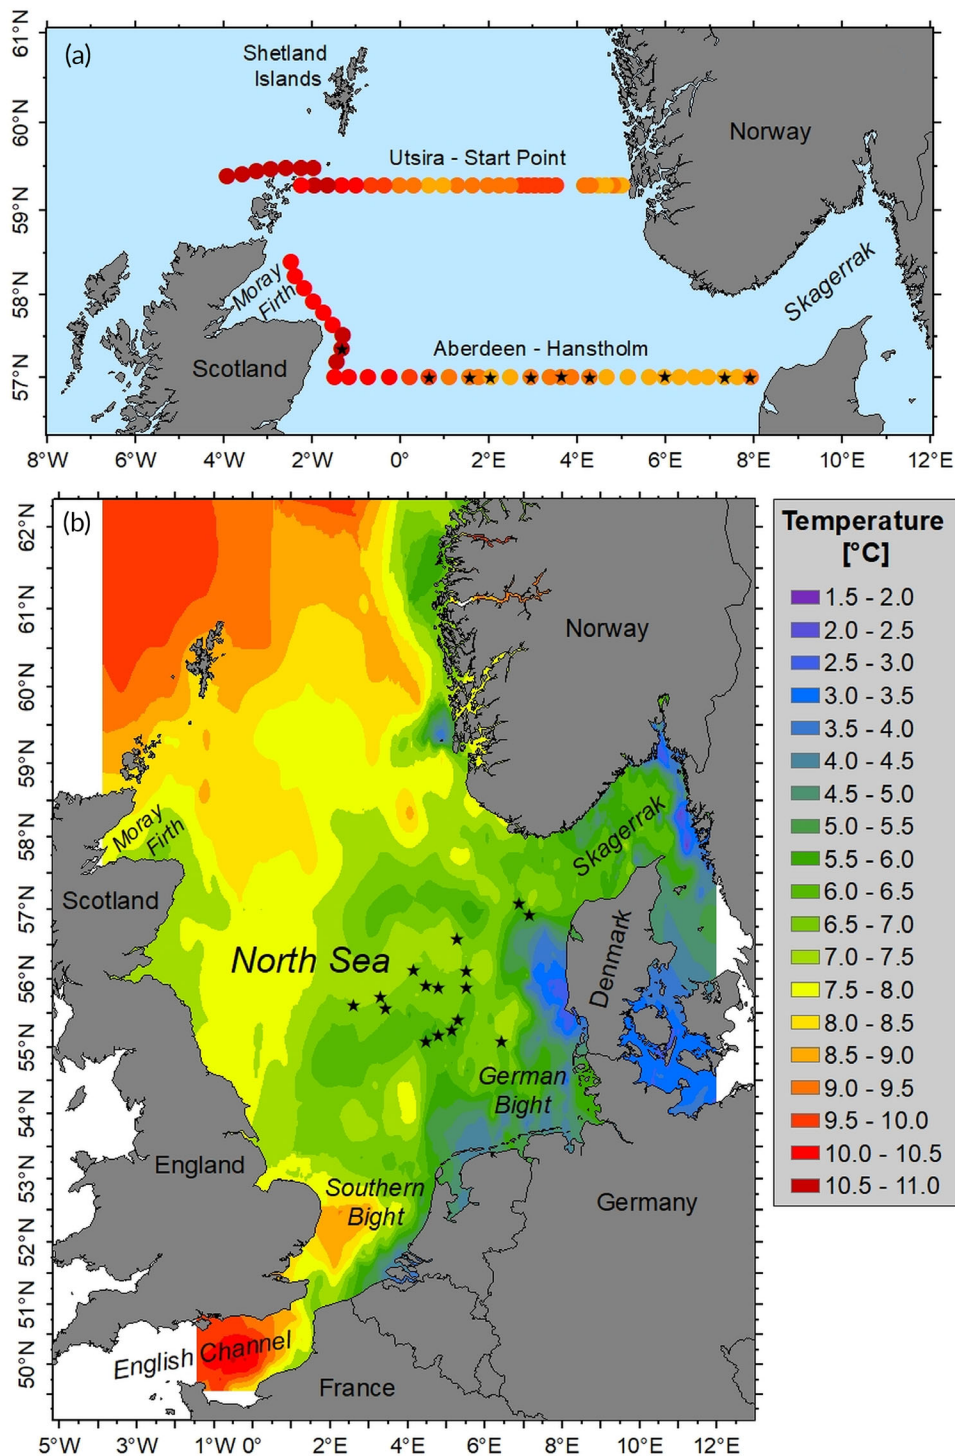 (a)
Shetland
Islands
Norway
Utsira - Start Point
Moray
Firth
Skagerrak
Aberdeen - Hanstholm
Scotland
61°N
60°N
59°N
58°N
57°N
8°W
6°W
4°W
2°W
0°
2°E
4°E
6°E
8°E
10°E
12°E
(b)
Norway
Moray
Firth
Skagerrak
Scotland
North Sea
Denmark
German
Bight
England
Southern
Bight
Germany
English Channel
France
62°N
61°N
60°N
59°N
58°N
57°N
56°N
55°N
54°N
53°N
52°N
51°N
50°N
5°W
3°W
1°W
0°
2°E
4°E
6°E
8°E
10°E
12°E
Temperature
[°C]
1.5 - 2.0
2.0 - 2.5
2.5 - 3.0
3.0 - 3.5
3.5 - 4.0
4.0 - 4.5
4.5 - 5.0
5.0 - 5.5
5.5 - 6.0
6.0 - 6.5
6.5 - 7.0
7.0 - 7.5
7.5 - 8.0
8.0 - 8.5
8.5 - 9.0
9.0 - 9.5
9.5 - 10.0
10.0 - 10.5
10.5 - 11.0